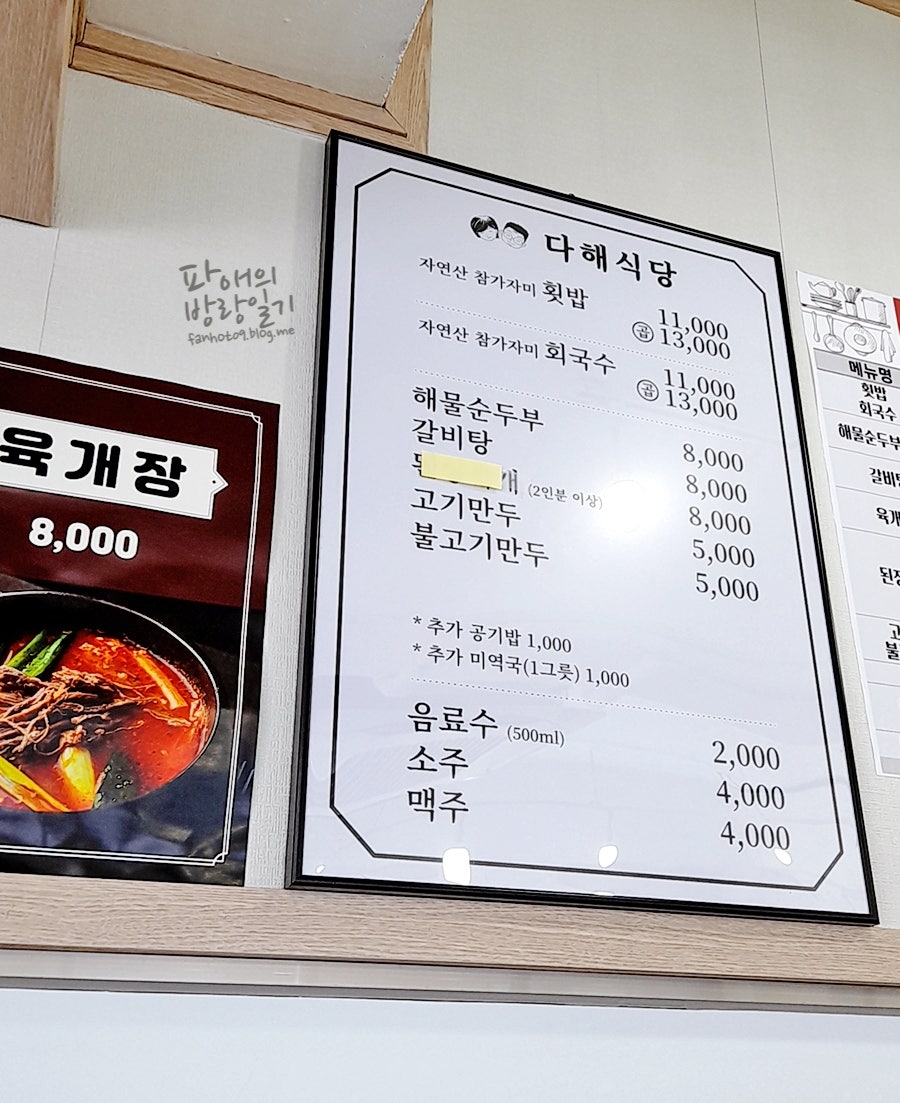 파애의
방랑일기
fanhoto9.blog.me
육개장
8,000
다해식당
자연산 참가자미 횟밥
11,000
곱 13,000
자연산 참가자미 회국수
11,000
곱 13,000
해물순두부 8,000
갈비탕 8,000
(2인분 이상) 8,000
고기만두 5,000
불고기만두 5,000
* 추가 공기밥 1,000
* 추가 미역국(1그릇) 1,000
음료수 (500ml) 2,000
소주 4,000
맥주 4,000
메뉴명
횟밥
회국수
해물순두부
갈비탕